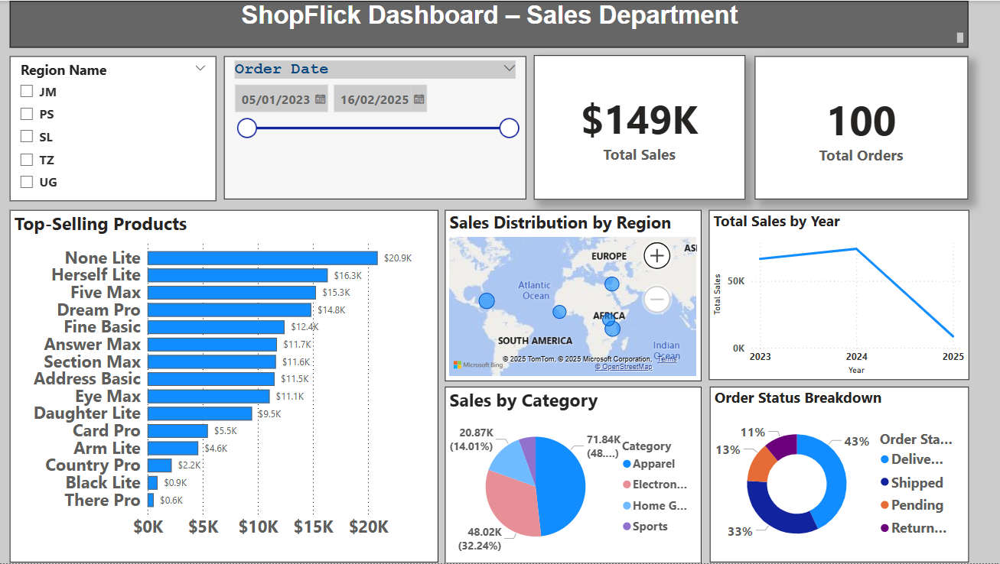 ShopFlick Dashboard – Sales Department
Region Name
JM
PS
SL
TZ
UG
Order Date
05/01/2023
16/02/2025
$149K
Total Sales
100
Total Orders
Top-Selling Products
None Lite $20.9K
Herself Lite $16.3K
Five Max $15.3K
Dream Pro $14.8K
Fine Basic $12.4K
Answer Max $11.7K
Section Max $11.6K
Address Basic $11.5K
Eye Max $11.1K
Daughter Lite $9.5K
Card Pro $5.5K
Arm Lite $4.6K
Country Pro $2.2K
Black Lite $0.9K
There Pro $0.6K
$0K $5K $10K $15K $20K
Sales Distribution by Region
EUROPE
ASI
Atlantic
Ocean
AFRICA
SOUTH AMERICA
Indian
Ocean
Microsoft Bing
© 2025 TomTom, © 2025 Microsoft Corporation, Terms
© OpenStreetMap
Total Sales by Year
Total Sales
50K
0K
2023 2024 2025
Year
Sales by Category
20.87K
(14.01%)
71.84K
(48....)
48.02K
(32.24%)
Category
Apparel
Electron...
Home G...
Sports
Order Status Breakdown
11%
13%
43%
33%
Order Sta...
Delive...
Shipped
Pending
Return...